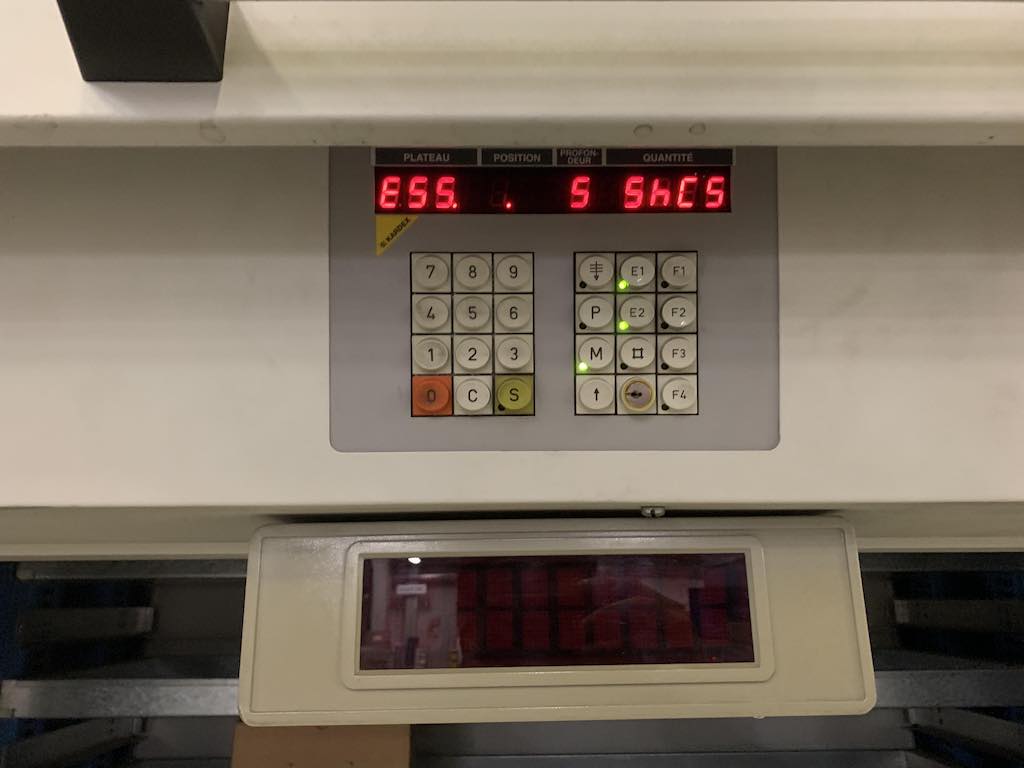 PLATEAU POSITION PROFON-DEUR QUANTITÉ
ESS. . S ShCS
KARDEX
7 8 9 E1 F1
4 5 6 P E2 F2
1 2 3 M F3
0 C S F4